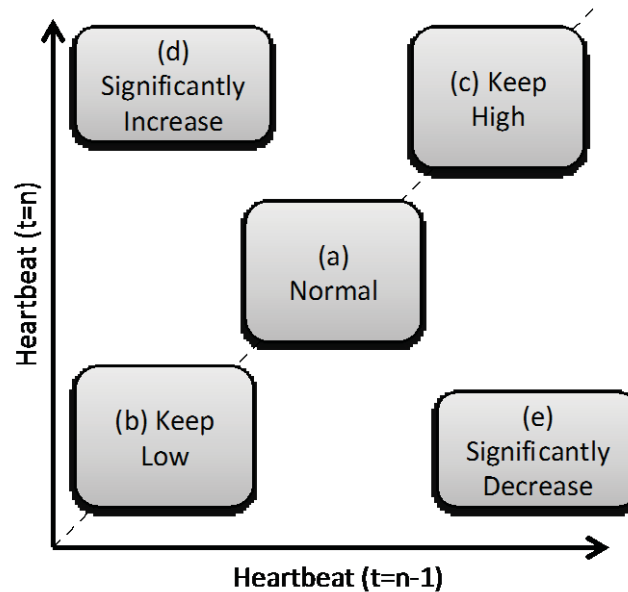 (d)
Significantly
Increase
(c) Keep
High
(a)
Normal
(b) Keep
Low
(e)
Significantly
Decrease
Heartbeat (t=n)
Heartbeat (t=n-1)